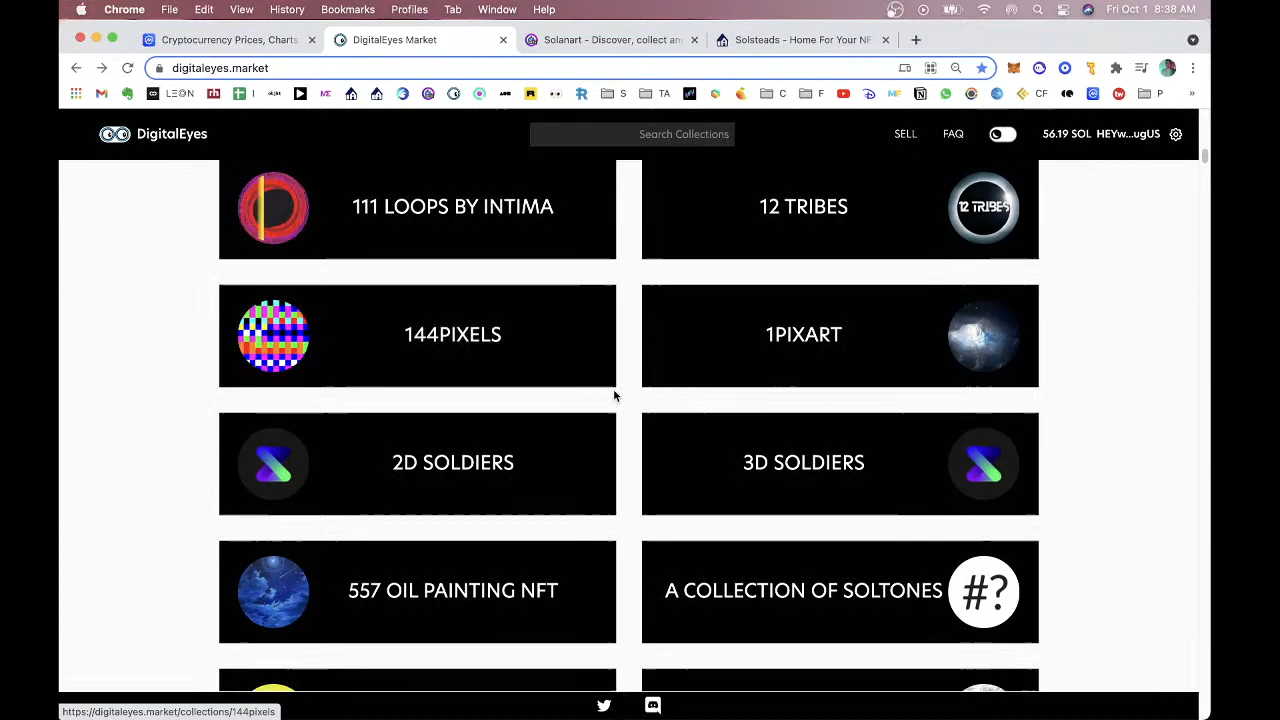 Chrome File Edit View History Bookmarks Profiles Tab Window Help Fri Oct 1 8:38 AM
Cryptocurrency Prices, Charts DigitalEyes Market Solanart - Discover, collect an Solsteads - Home For Your NF
digitaleyes.market
LEON I S TA C F CF P »
DigitalEyes Search Collections SELL FAQ 56.19 SOL HEYw...ugUS
111 LOOPS BY INTIMA 12 TRIBES 12 TRIBES
144PIXELS 1PIXART
2D SOLDIERS 3D SOLDIERS
557 OIL PAINTING NFT A COLLECTION OF SOLTONES #?
https://digitaleyes.market/collections/144pixels